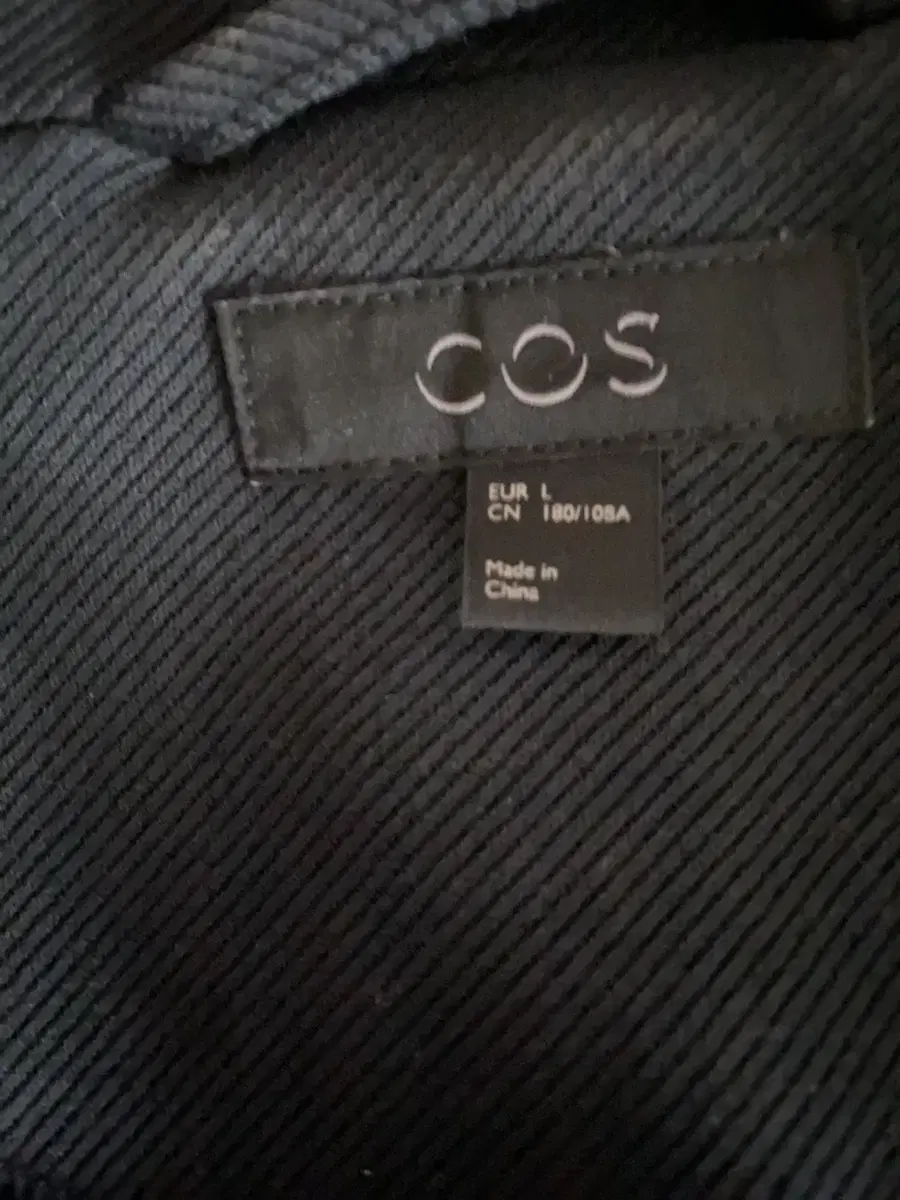 COS
EUR L
CN 180/108A
Made in
China